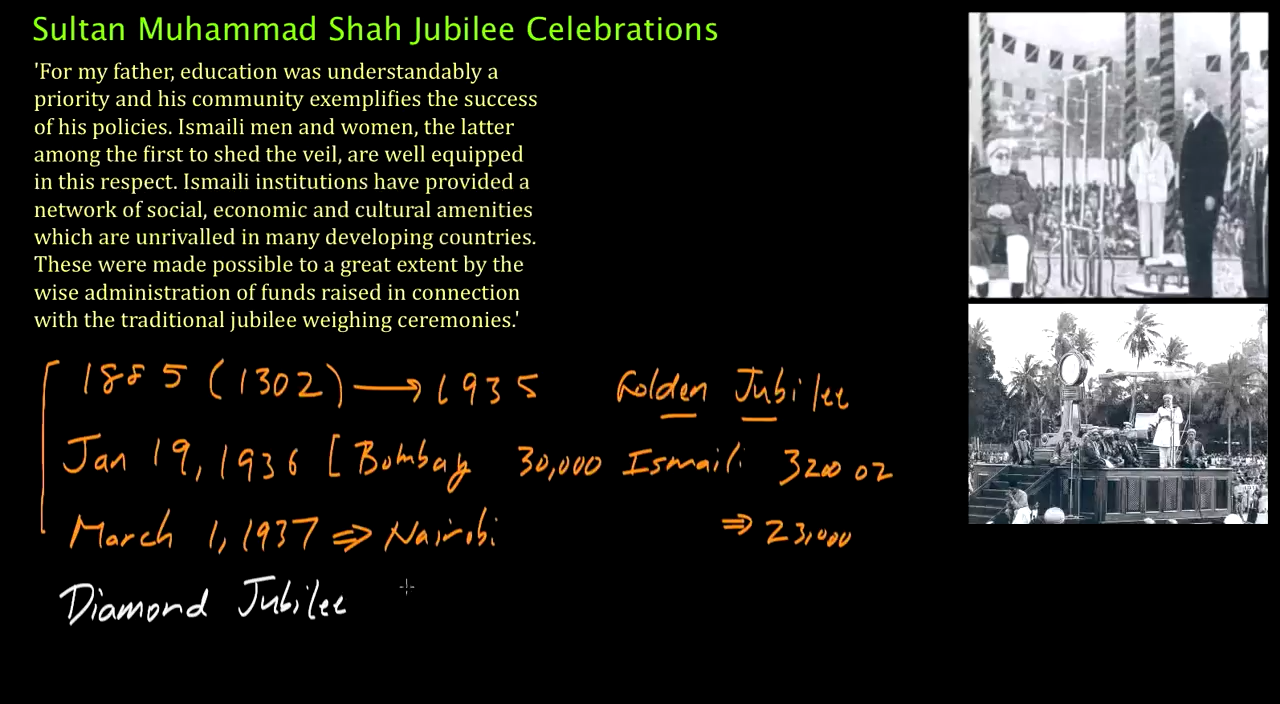 Sultan Muhammad Shah Jubilee Celebrations
'For my father, education was understandably a
priority and his community exemplifies the success
of his policies. Ismaili men and women, the latter
among the first to shed the veil, are well equipped
in this respect. Ismaili institutions have provided a
network of social, economic and cultural amenities
which are unrivalled in many developing countries.
These were made possible to a great extent by the
wise administration of funds raised in connection
with the traditional jubilee weighing ceremonies.'
1885 (1302) → 1935 Golden Jubilee
Jan 19, 1936 [ Bombay 30,000 Ismaili 3200 oz
March 1, 1937 ⇒ Nairobi ⇒ 23,000
Diamond Jubilee